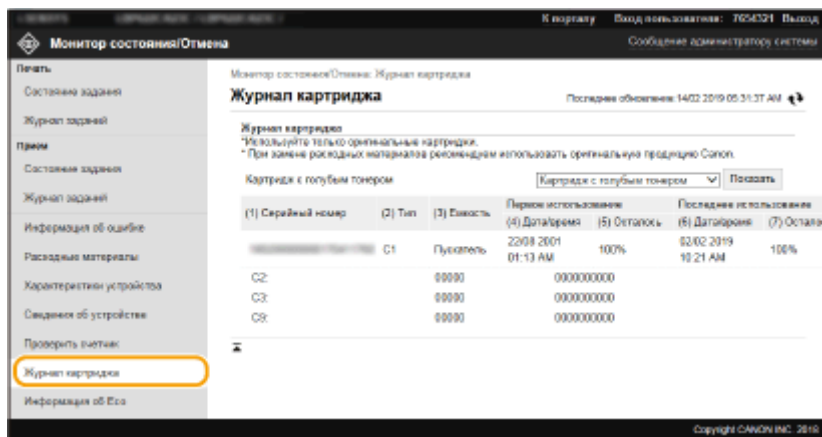 К порталу Вход пользователя: 7654321 Выход
Монитор состояния/Отмена
Сообщение администратору системы
Печать
Состояние задания
Журнал заданий
Прием
Состояние задания
Журнал заданий
Информация об ошибке
Расходные материалы
Характеристики устройства
Сведения об устройстве
Проверить счетчик
Журнал картриджа
Информация об Eco
Монитор состояния/Отмена: Журнал картриджа
Журнал картриджа
Последнее обновление: 14/02 2019 05:31:37 AM
Журнал картриджа
*Используйте только оригинальные картриджи.
* При замене расходных материалов рекомендуем использовать оригинальную продукцию Canon.
Картридж с голубым тонером Картридж с голубым тонером Показать
(1) Серийный номер (2) Тип (3) Емкость Первое использование Последнее использование
(4) Дата/время (5) Осталось (6) Дата/время (7) Остало
C1 Пускатель 22/08 2001 01:13 AM 100% 02/02 2019 10:21 AM 100%
C2: 00000 0000000000
C3: 00000 0000000000
C9: 00000 0000000000
Copyright CANON INC. 2018